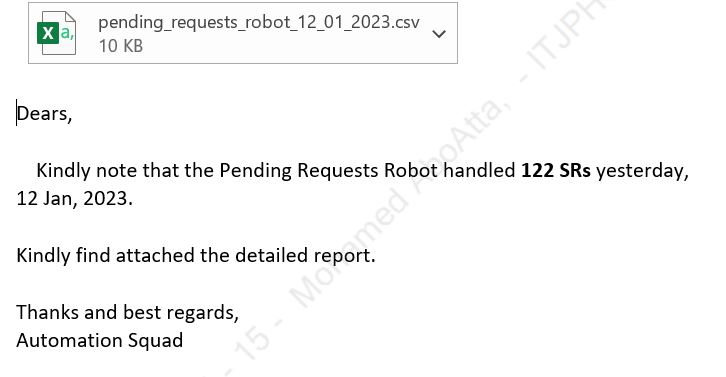 pending_requests_robot_12_01_2023.csv
10 KB
Dears,
Kindly note that the Pending Requests Robot handled 122 SRs yesterday,
12 Jan, 2023.
Kindly find attached the detailed report.
Thanks and best regards,
Automation Squad
- 15 - Mohamed AboAtta, - ITJPH